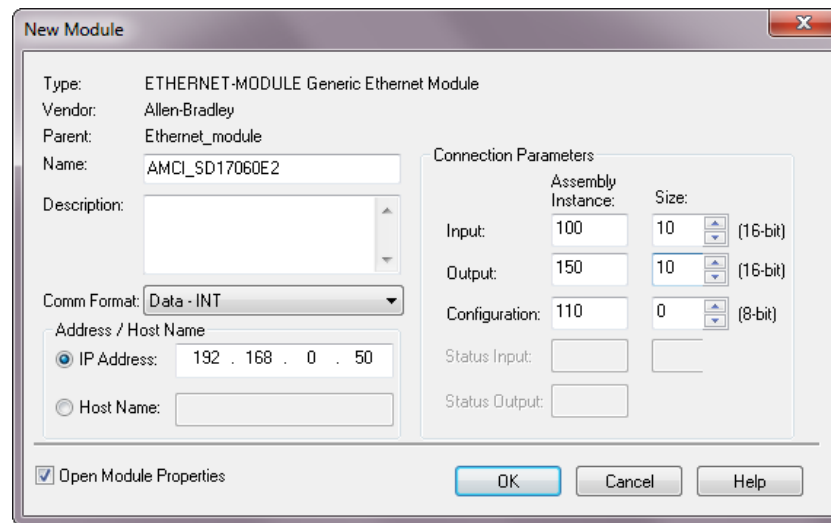 New Module
Type: ETHERNET-MODULE Generic Ethernet Module
Vendor: Allen-Bradley
Parent: Ethernet_module
Name: AMCI_SD17060E2
Description:
Comm Format: Data - INT
Address / Host Name
IP Address: 192 . 168 . 0 . 50
Host Name:
Connection Parameters
Assembly
Instance: Size:
Input: 100 10 (16-bit)
Output: 150 10 (16-bit)
Configuration: 110 0 (8-bit)
Status Input:
Status Output:
Open Module Properties
OK Cancel Help